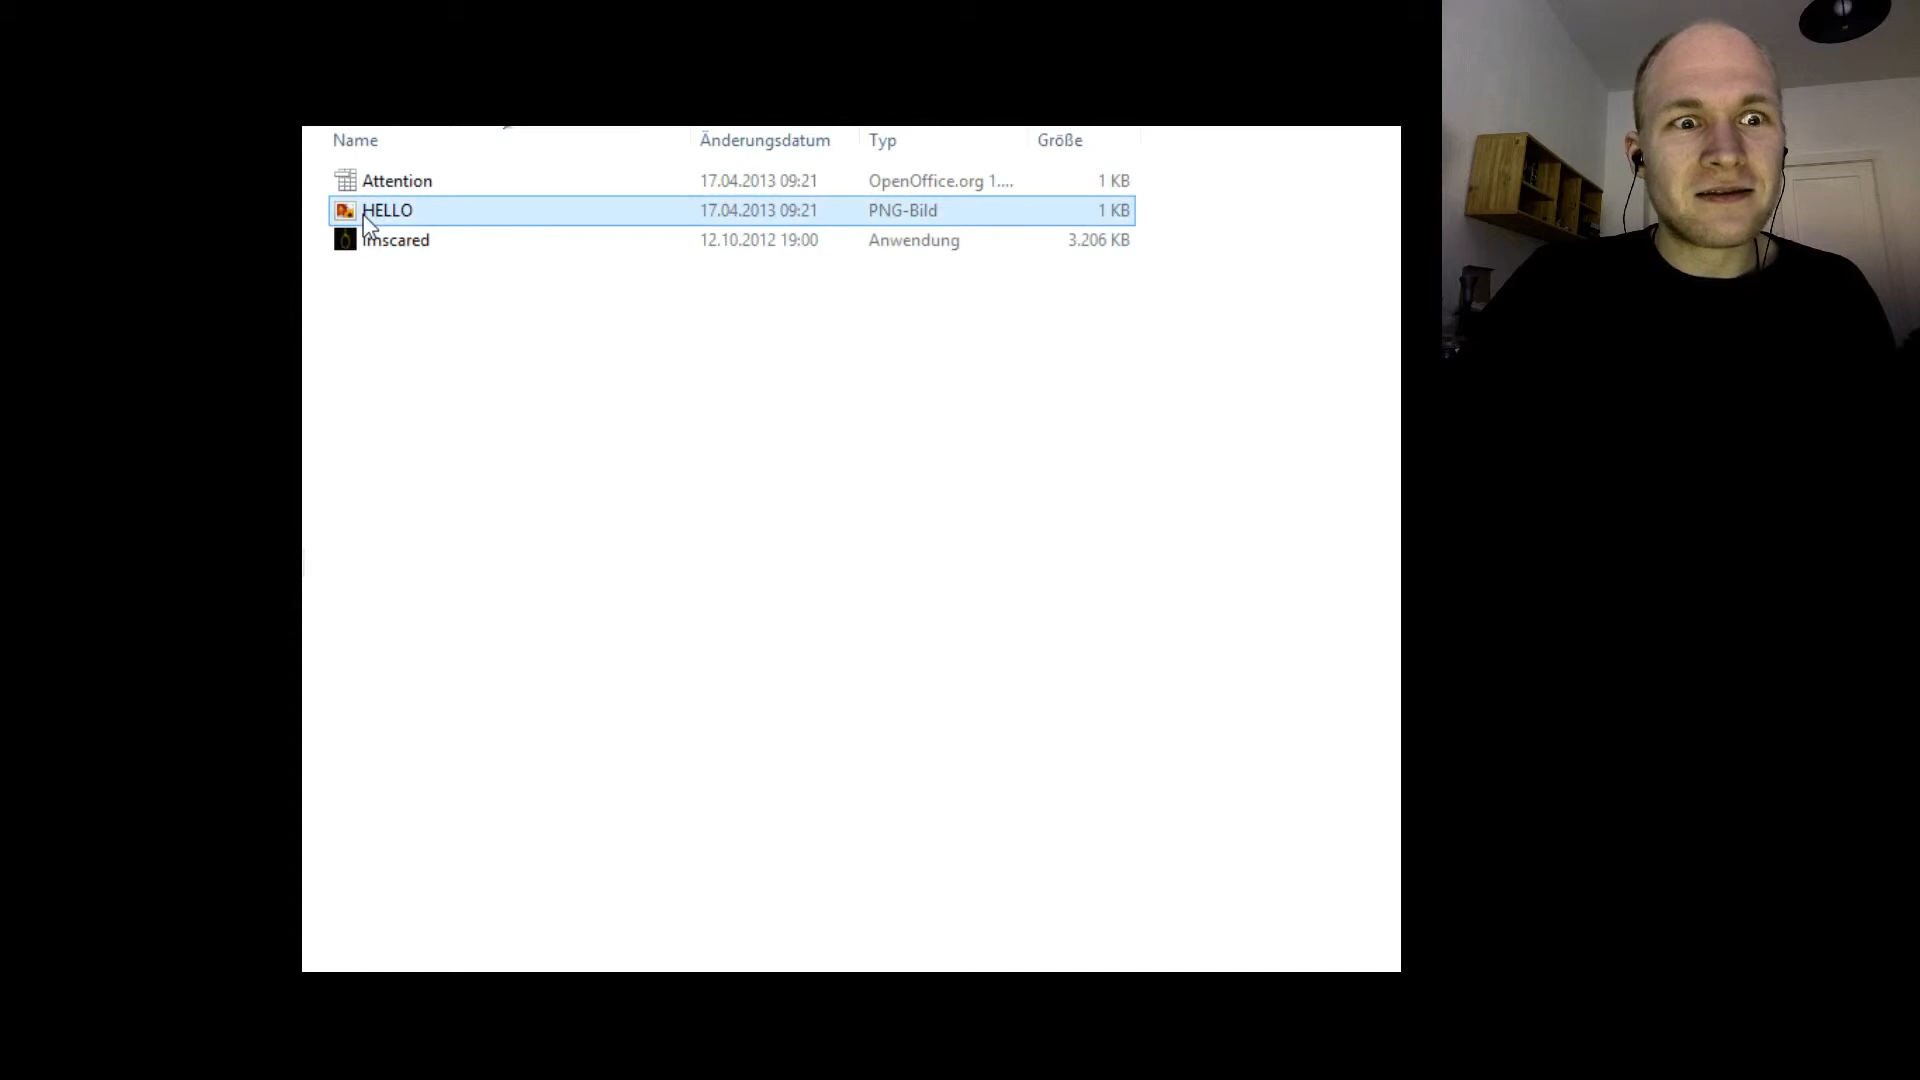 Name Änderungsdatum Typ Größe
Attention 17.04.2013 09:21 OpenOffice.org 1.... 1 KB
HELLO 17.04.2013 09:21 PNG-Bild 1 KB
Imscared 12.10.2012 19:00 Anwendung 3.206 KB